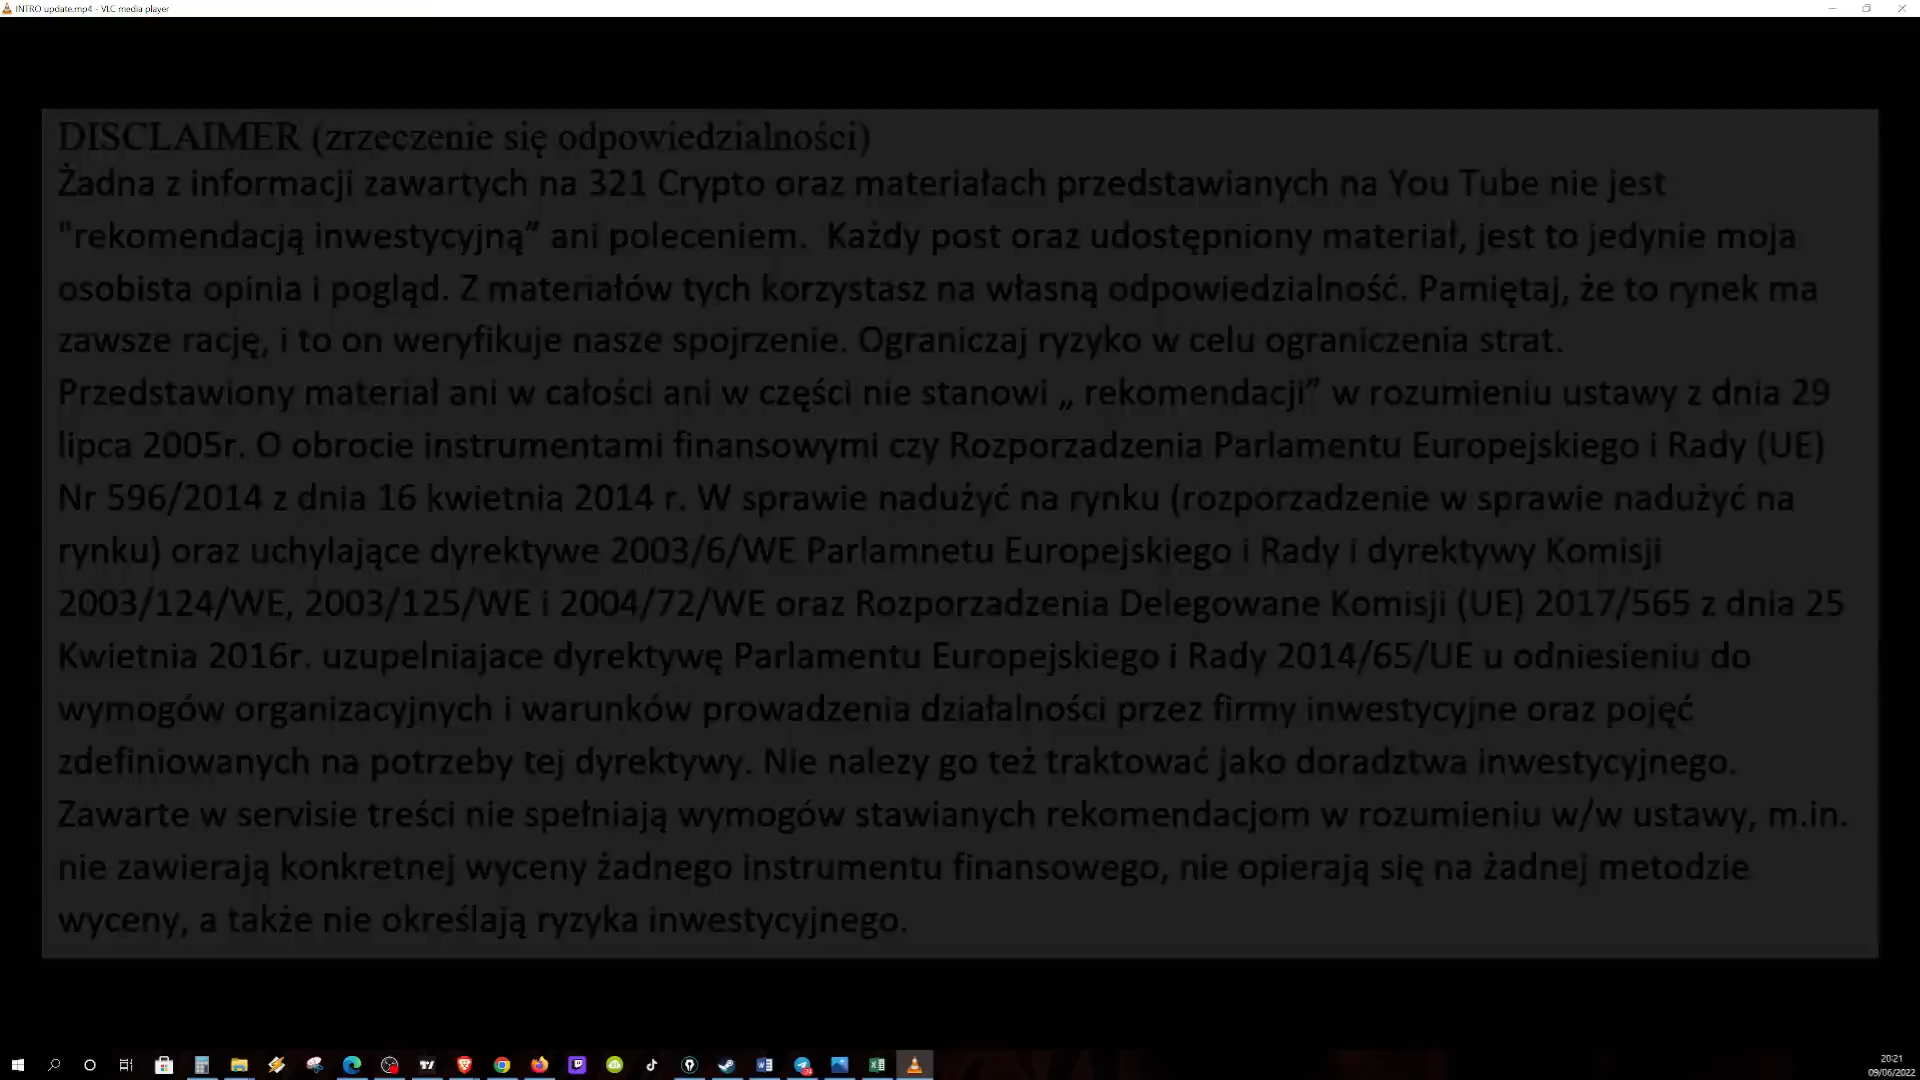 INTRO update.mp4 - VLC media player
DISCLAIMER (zrzeczenie się odpowiedzialności)
Żadna z informacji zawartych na 321 Crypto oraz materiałach przedstawianych na You Tube nie jest
"rekomendacją inwestycyjną” ani poleceniem.  Każdy post oraz udostępniony materiał, jest to jedynie moja
osobista opinia i pogląd. Z materiałów tych korzystasz na własną odpowiedzialność. Pamiętaj, że to rynek ma
zawsze rację, i to on weryfikuje nasze spojrzenie. Ograniczaj ryzyko w celu ograniczenia strat.
Przedstawiony materiał ani w całości ani w części nie stanowi „ rekomendacji” w rozumieniu ustawy z dnia 29
lipca 2005r. O obrocie instrumentami finansowymi czy Rozporzadzenia Parlamentu Europejskiego i Rady (UE)
Nr 596/2014 z dnia 16 kwietnia 2014 r. W sprawie nadużyć na rynku (rozporzadzenie w sprawie nadużyć na
rynku) oraz uchylające dyrektywe 2003/6/WE Parlamnetu Europejskiego i Rady i dyrektywy Komisji
2003/124/WE, 2003/125/WE i 2004/72/WE oraz Rozporzadzenia Delegowane Komisji (UE) 2017/565 z dnia 25
Kwietnia 2016r. uzupelniajace dyrektywę Parlamentu Europejskiego i Rady 2014/65/UE u odniesieniu do
wymogów organizacyjnych i warunków prowadzenia działalności przez firmy inwestycyjne oraz pojęć
zdefiniowanych na potrzeby tej dyrektywy. Nie nalezy go też traktować jako doradztwa inwestycyjnego.
Zawarte w servisie treści nie spełniają wymogów stawianych rekomendacjom w rozumieniu w/w ustawy, m.in.
nie zawierają konkretnej wyceny żadnego instrumentu finansowego, nie opierają się na żadnej metodzie
wyceny, a także nie określają ryzyka inwestycyjnego.
20:21
09/06/2022